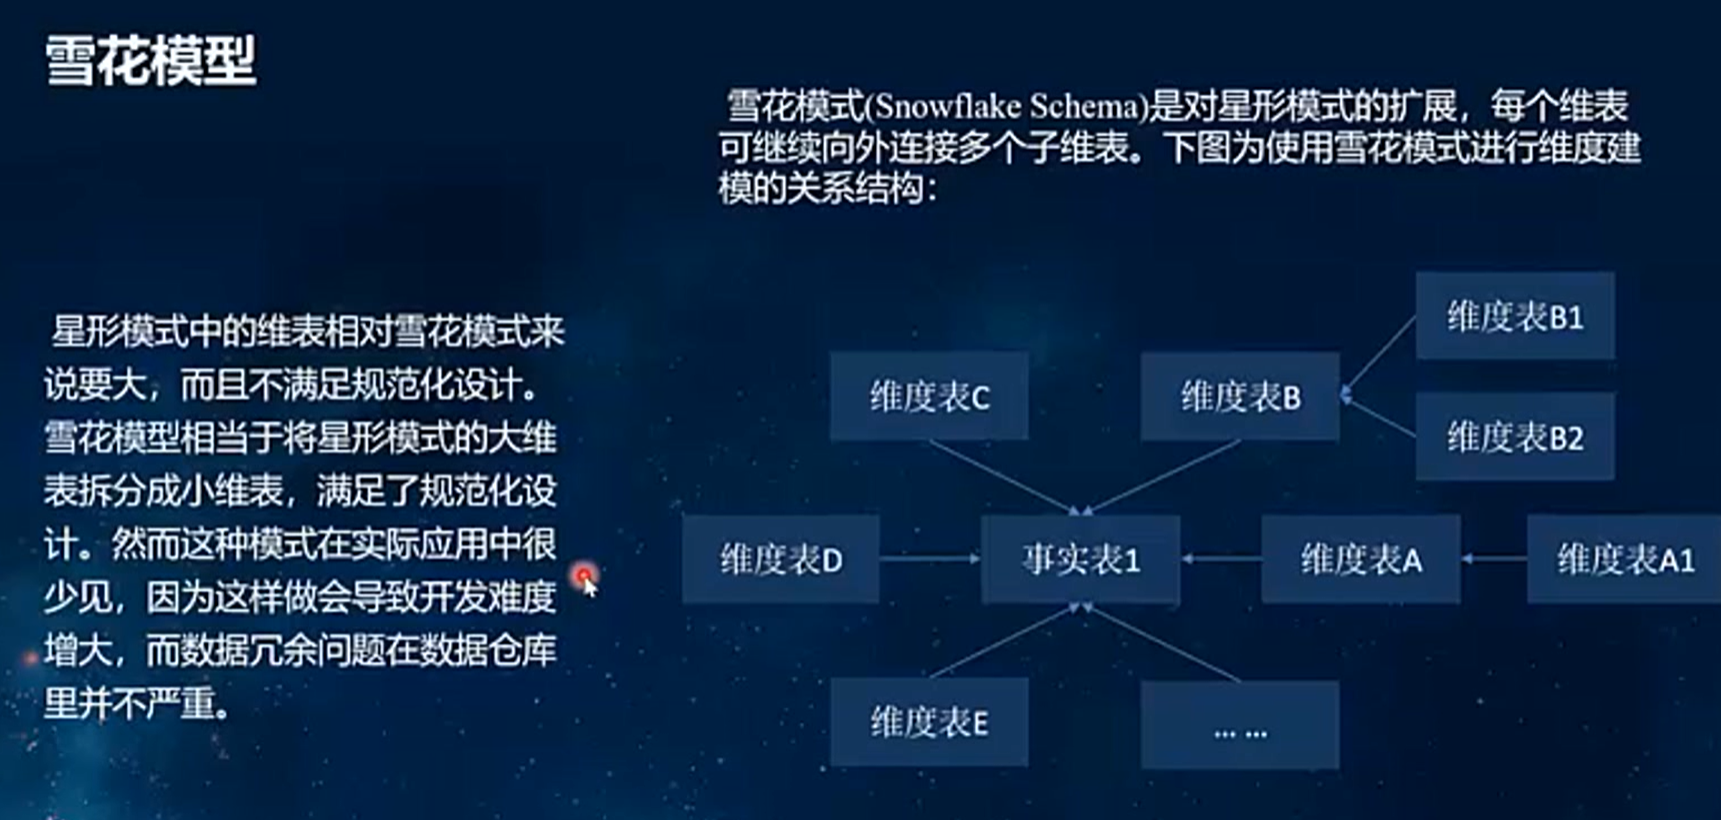 雪花模型
雪花模式(Snowflake Schema)是对星形模式的扩展，每个维表
可继续向外连接多个子维表。下图为使用雪花模式进行维度建
模的关系结构：
星形模式中的维表相对雪花模式来
说要大，而且不满足规范化设计。
雪花模型相当于将星形模式的大维
表拆分成小维表，满足了规范化设
计。然而这种模式在实际应用中很
少见，因为这样做会导致开发难度
增大，而数据冗余问题在数据仓库
里并不严重。
维度表B1
维度表C
维度表B
维度表B2
维度表D
事实表1
维度表A
维度表A1
维度表E
... ...